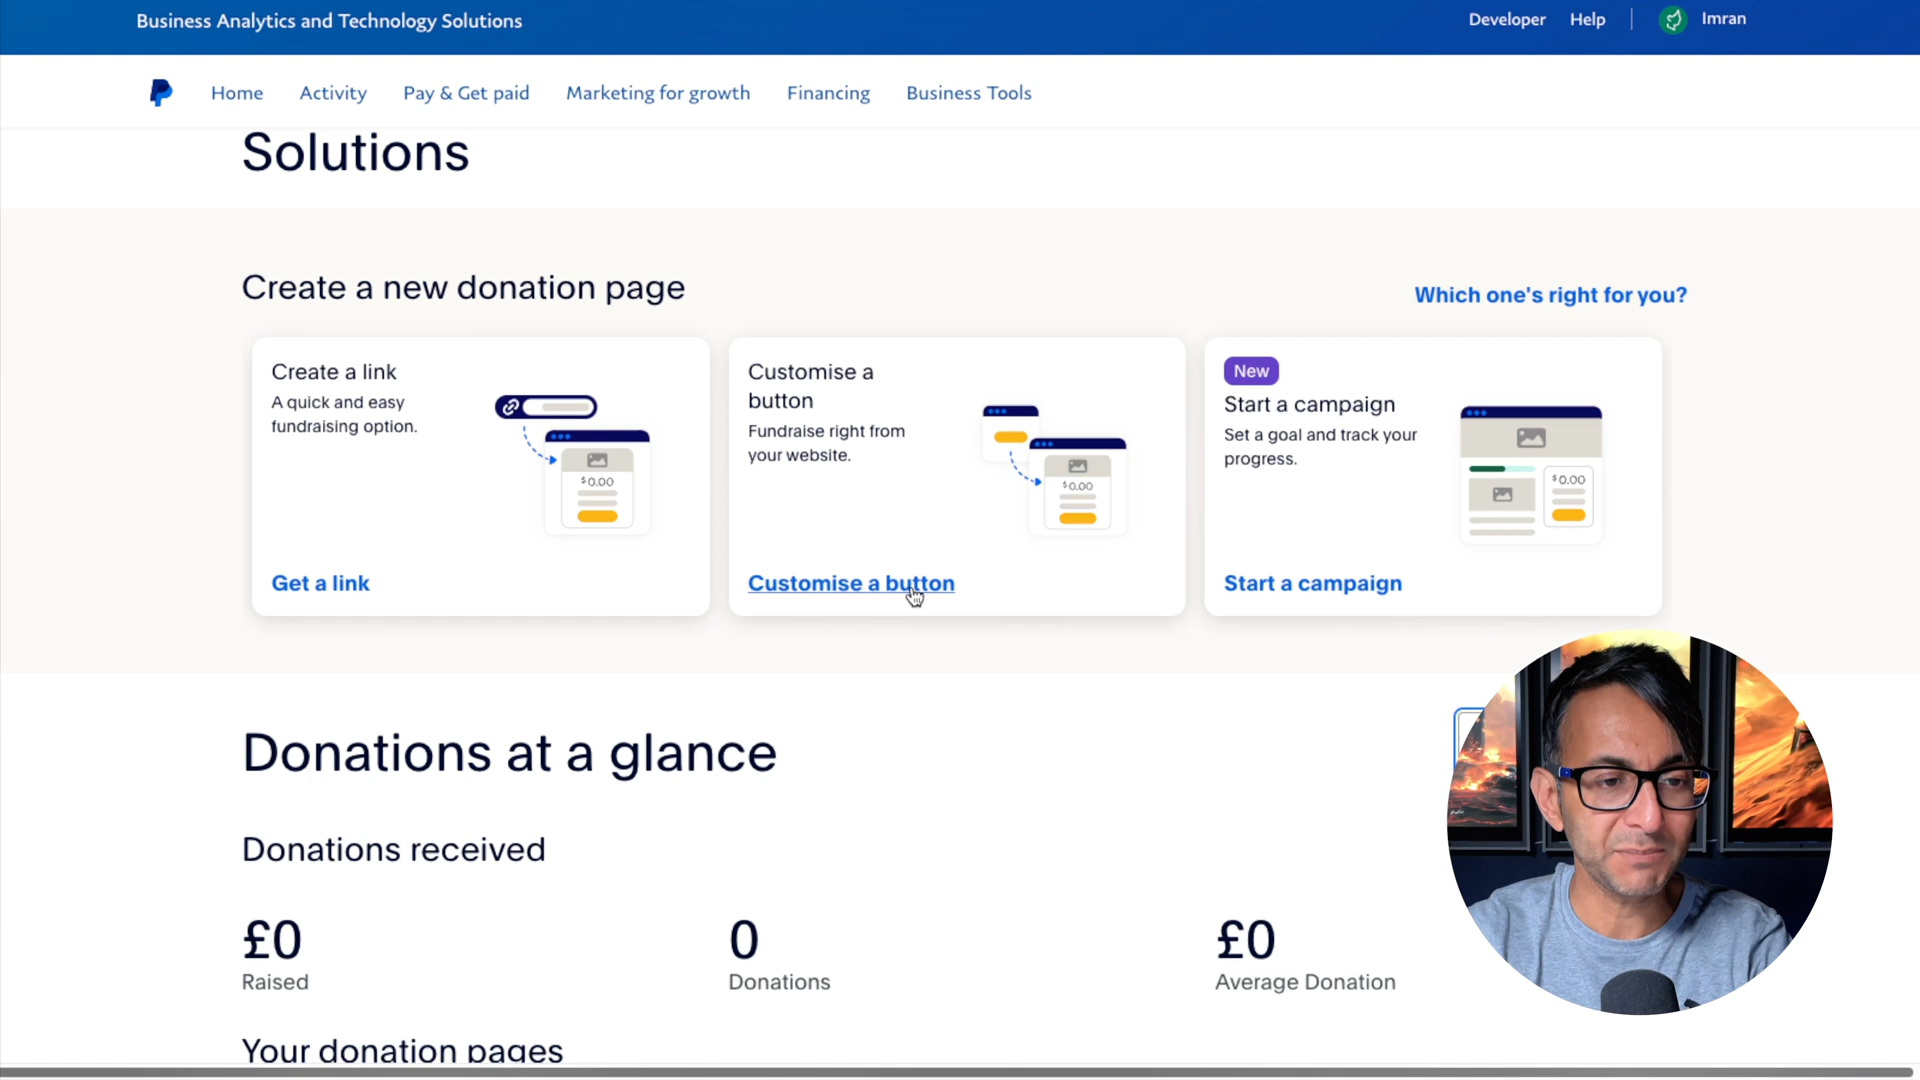 Business Analytics and Technology Solutions
Developer
Help
Imran
Home
Activity
Pay & Get paid
Marketing for growth
Financing
Business Tools
Solutions
Create a new donation page
Which one's right for you?
Create a link
A quick and easy
fundraising option.
$0.00
Get a link
Customise a
button
Fundraise right from
your website.
$0.00
Customise a button
New
Start a campaign
Set a goal and track your
progress.
$0.00
Start a campaign
Donations at a glance
Donations received
£0
Raised
0
Donations
£0
Average Donation
Your donation pages